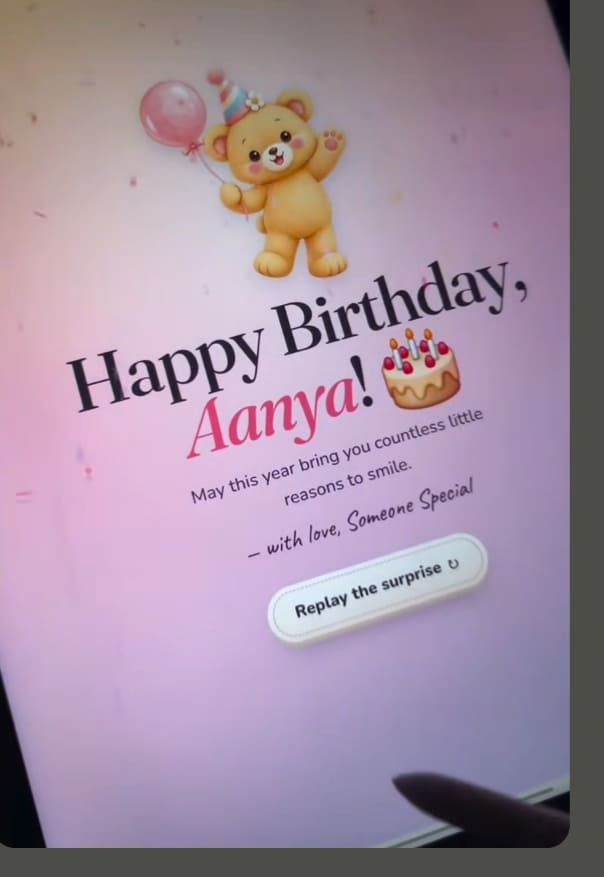 Happy Birthday,
Aanya!
May this year bring you countless little
reasons to smile.
– with love, Someone Special
Replay the surprise ↻